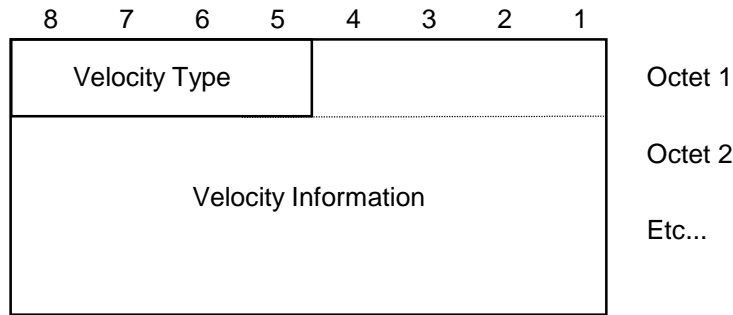 8 7 6 5 4 3 2 1
Velocity Type Octet 1
Octet 2
Velocity Information
Etc...